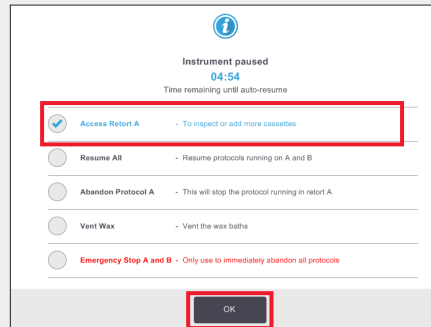 Instrument paused
04:54
Time remaining until auto-resume
Access Retort A - To inspect or add more cassettes
Resume All - Resume protocols running on A and B
Abandon Protocol A - This will stop the protocol running in retort A
Vent Wax - Vent the wax baths
Emergency Stop A and B - Only use to immediately abandon all protocols
OK